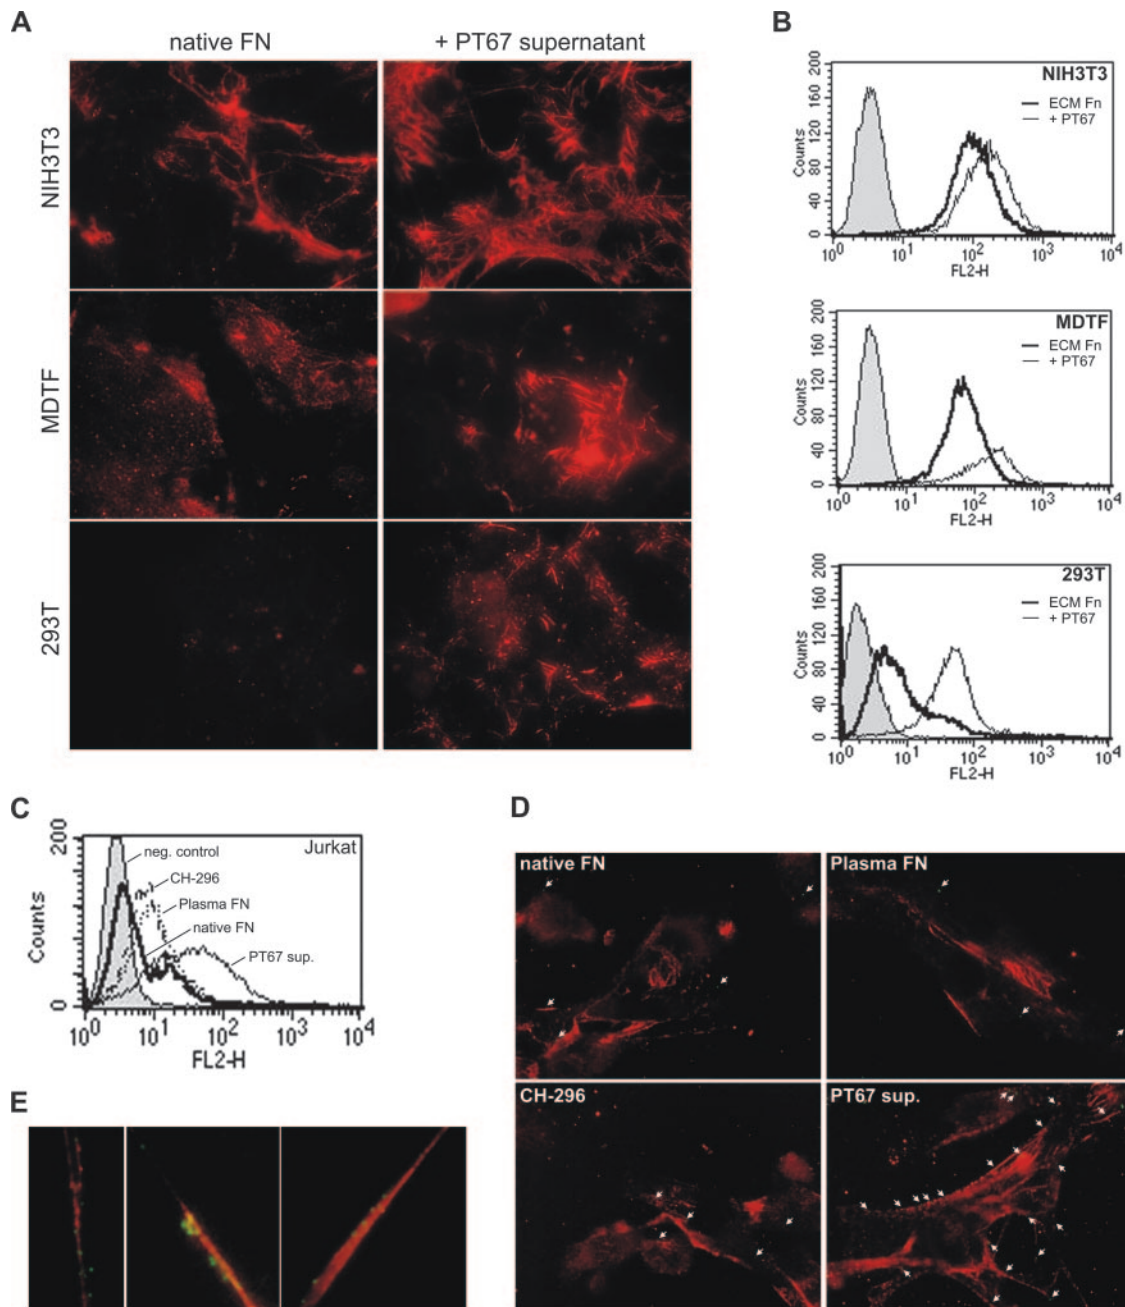 A
native FN
+ PT67 supernatant
NIH3T3
MDTF
293T
B
NIH3T3
ECM Fn
+ PT67
Counts
200
160
120
80
40
0
10^0 10^1 10^2 10^3 10^4
FL2-H
MDTF
ECM Fn
+ PT67
Counts
200
160
120
80
40
0
10^0 10^1 10^2 10^3 10^4
FL2-H
293T
ECM Fn
+ PT67
Counts
200
160
120
80
40
0
10^0 10^1 10^2 10^3 10^4
FL2-H
C
Jurkat
neg. control
CH-296
Plasma FN
native FN
PT67 sup.
Counts
200
0
10^0 10^1 10^2 10^3 10^4
FL2-H
D
native FN
Plasma FN
CH-296
PT67 sup.
E